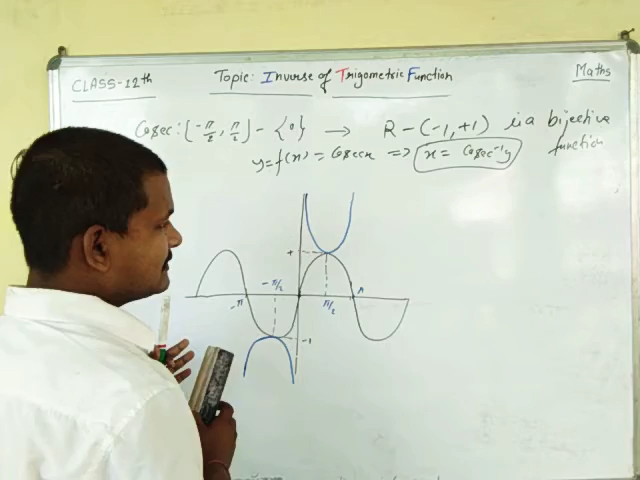 CLASS-12th
Topic: Inverse of Trigometric Function
Maths
Cosec: [-π/2, π/2] - {0} → R - (-1, +1) is a bijective function
y = f(x) = Cosecx => x = Cosec⁻¹y
+
-π/2
-π
π/2
π
-1